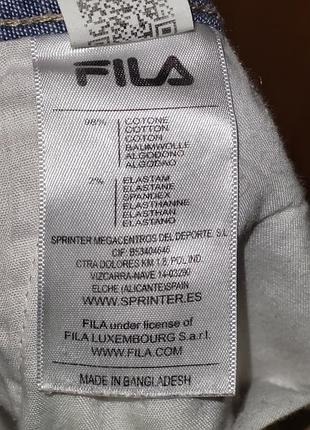 FILA
98% COTONE
COTTON
COTON
BAUMWOLLE
ALGODONO
ALGODAO
2% ELASTAM
ELASTANE
SPANDEX
ELASTHANNE
ELASTHAN
ELASTANO
SPRINTER MEGACENTROS DEL DEPORTE, S.L
CIF: B53404646
CTRA DOLORES KM 1.8, POL.IND.
VIZCARRA-NAVE 14-03290
ELCHE (ALICANTE)SPAIN
WWW.SPRINTER.ES
FILA under license of
FILA LUXEMBOURG S.a r.l.
WWW.FILA.COM
MADE IN BANGLADESH